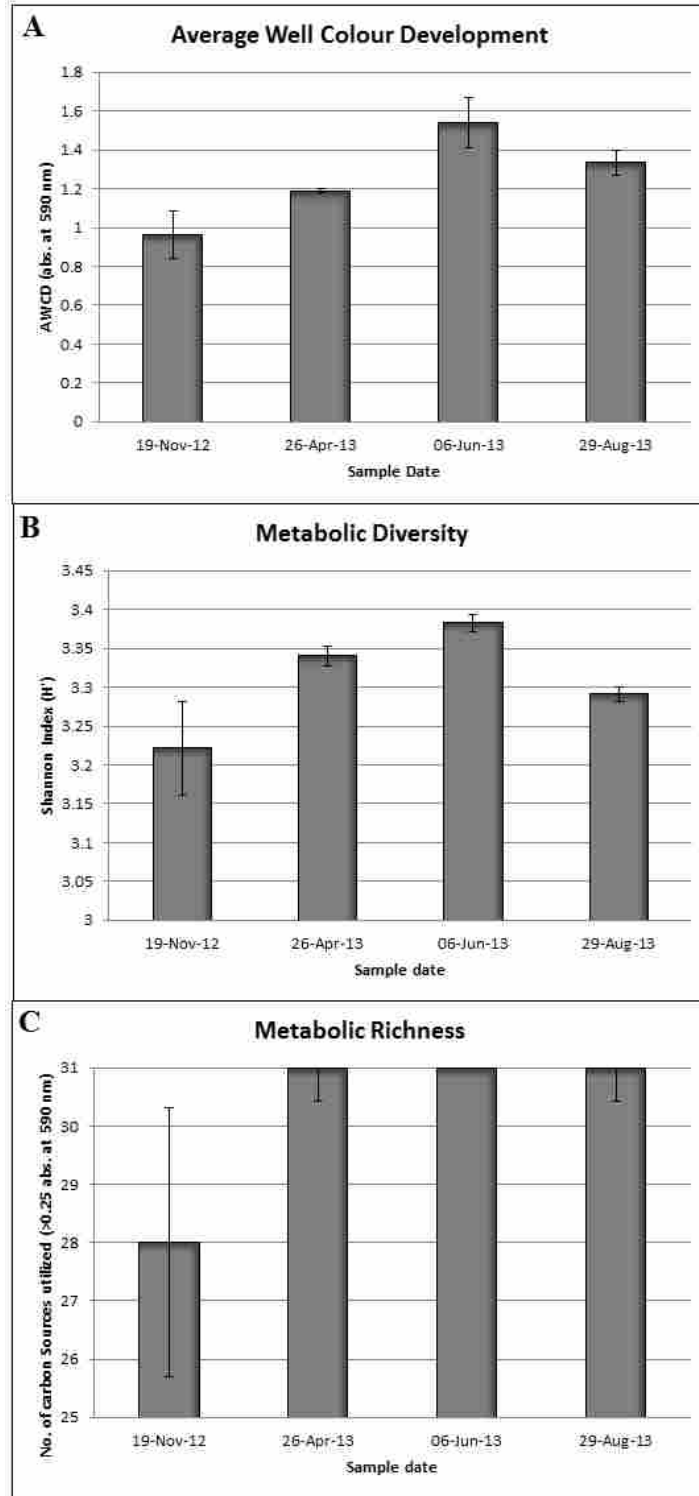 A
Average Well Colour Development
AWCD (abs. at 590 nm)
1.8
1.6
1.4
1.2
1
0.8
0.6
0.4
0.2
0
19-Nov-12 26-Apr-13 06-Jun-13 29-Aug-13
Sample Date
B
Metabolic Diversity
Shannon Index (H')
3.45
3.4
3.35
3.3
3.25
3.2
3.15
3.1
3.05
3
19-Nov-12 26-Apr-13 06-Jun-13 29-Aug-13
Sample date
C
Metabolic Richness
No. of carbon Sources utilized (>0.25 abs. at 590 nm)
31
30
29
28
27
26
25
19-Nov-12 26-Apr-13 06-Jun-13 29-Aug-13
Sample date